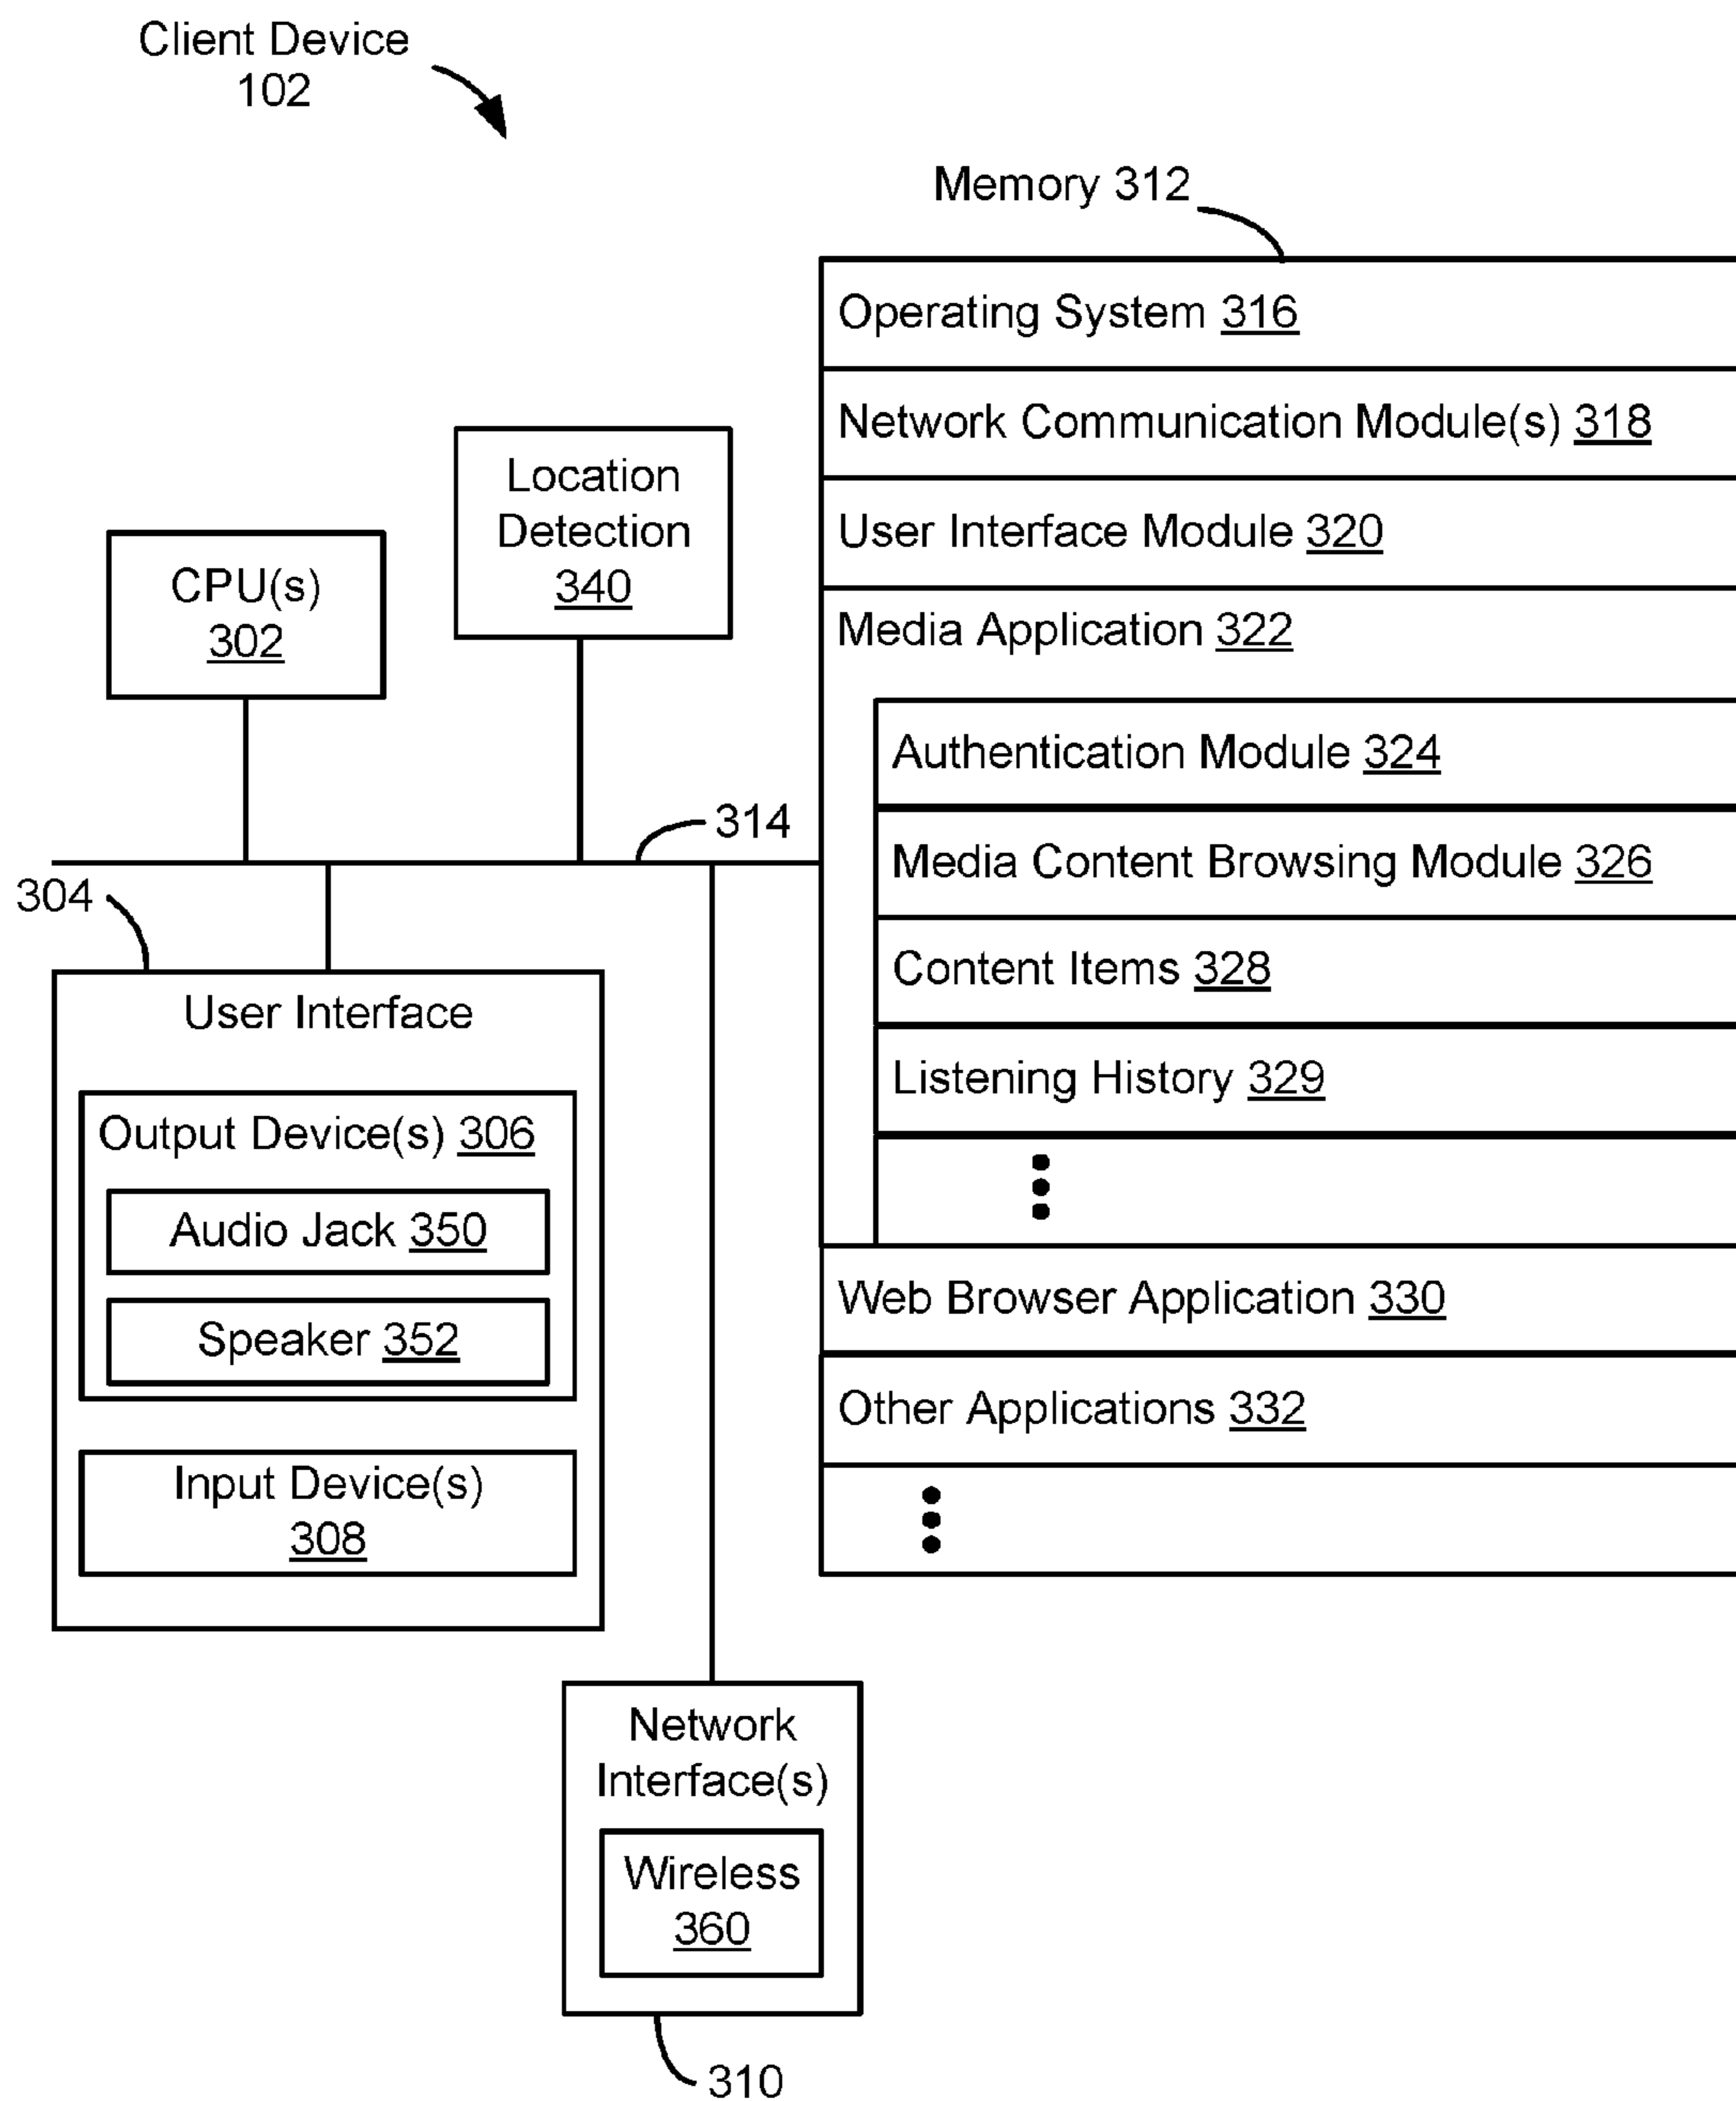 Client Device
102
Memory 312
Operating System 316
Network Communication Module(s) 318
User Interface Module 320
Media Application 322
Authentication Module 324
Media Content Browsing Module 326
Content Items 328
Listening History 329
Web Browser Application 330
Other Applications 332
Location
Detection
340
CPU(s)
302
314
304
User Interface
Output Device(s) 306
Audio Jack 350
Speaker 352
Input Device(s)
308
Network
Interface(s)
Wireless
360
310